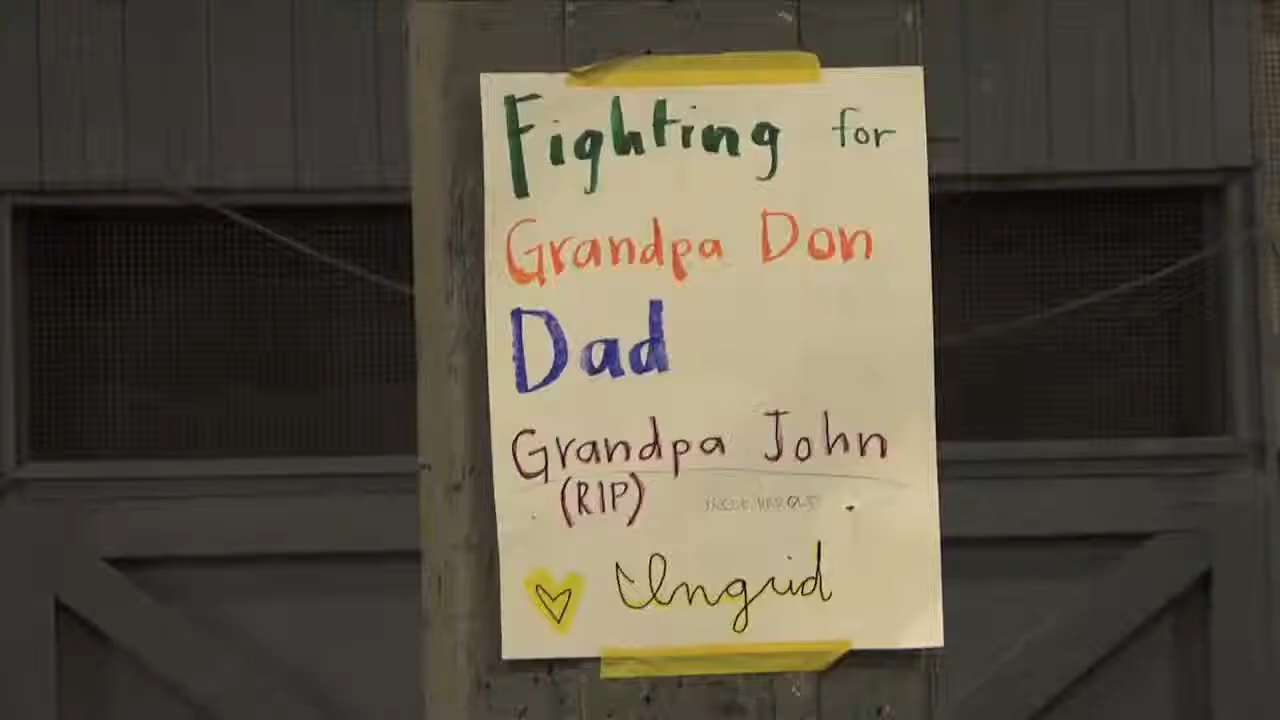 Fighting for
Grandpa Don
Dad
Grandpa John
(RIP)
Ingrid